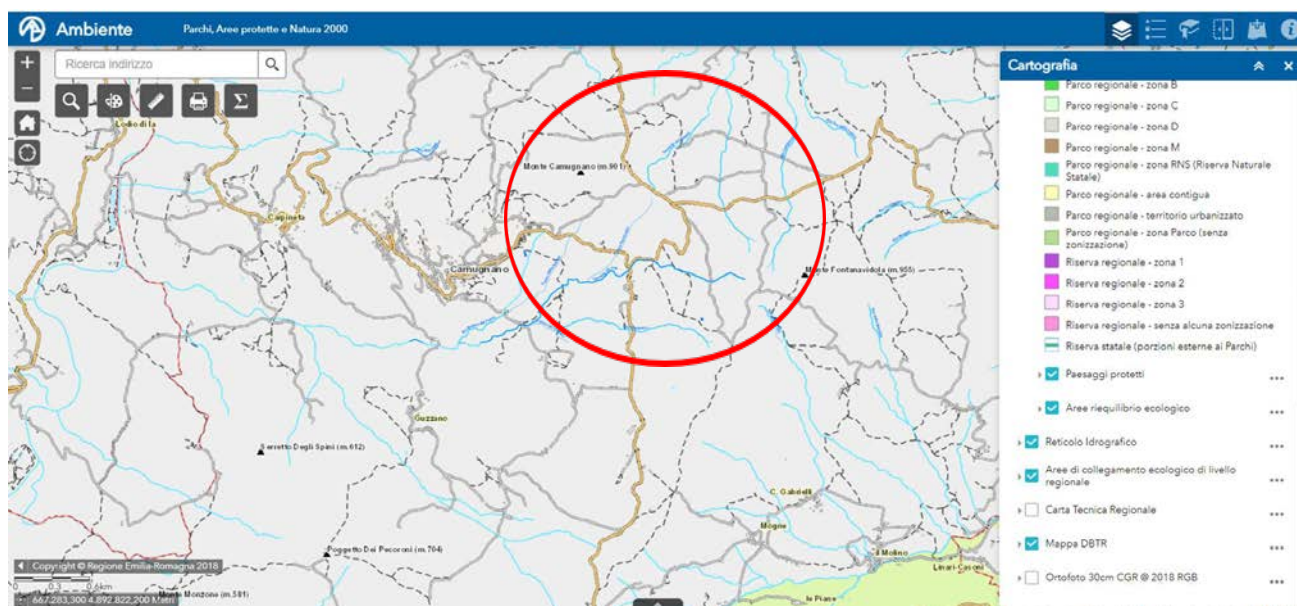 Ambiente
Parchi, Aree protette e Natura 2000
Ricerca indirizzo
Cartografia
Parco regionale - zona B
Parco regionale - zona C
Parco regionale - zona D
Parco regionale - zona M
Parco regionale - zona RNS (Riserva Naturale
Statale)
Parco regionale - area contigua
Parco regionale - territorio urbanizzato
Parco regionale - zona Parco (senza
zonizzazione)
Riserva regionale - zona 1
Riserva regionale - zona 2
Riserva regionale - zona 3
Riserva regionale - senza alcuna zonizzazione
Riserva statale (porzioni esterne ai Parchi)
Paesaggi protetti
Aree riequilibrio ecologico
Reticolo Idrografico
Aree di collegamento ecologico di livello
regionale
Carta Tecnica Regionale
Mappa DBTR
Ortofoto 30cm CGR @ 2018 RGB
Monte Camugnano (m.901)
Carpineta
Camugnano
Monte Fontanavidola (m.955)
Guzzano
Serretto Degli Spini (m.612)
C. Gabrielli
Mogne
il Molino
Poggetto Dei Pecoroni (m.704)
le Piane
Copyright © Regione Emilia-Romagna 2018
0,3 0,6km
667.283,300 4.892.822,200 Metri
Monte Monzone (m.581)